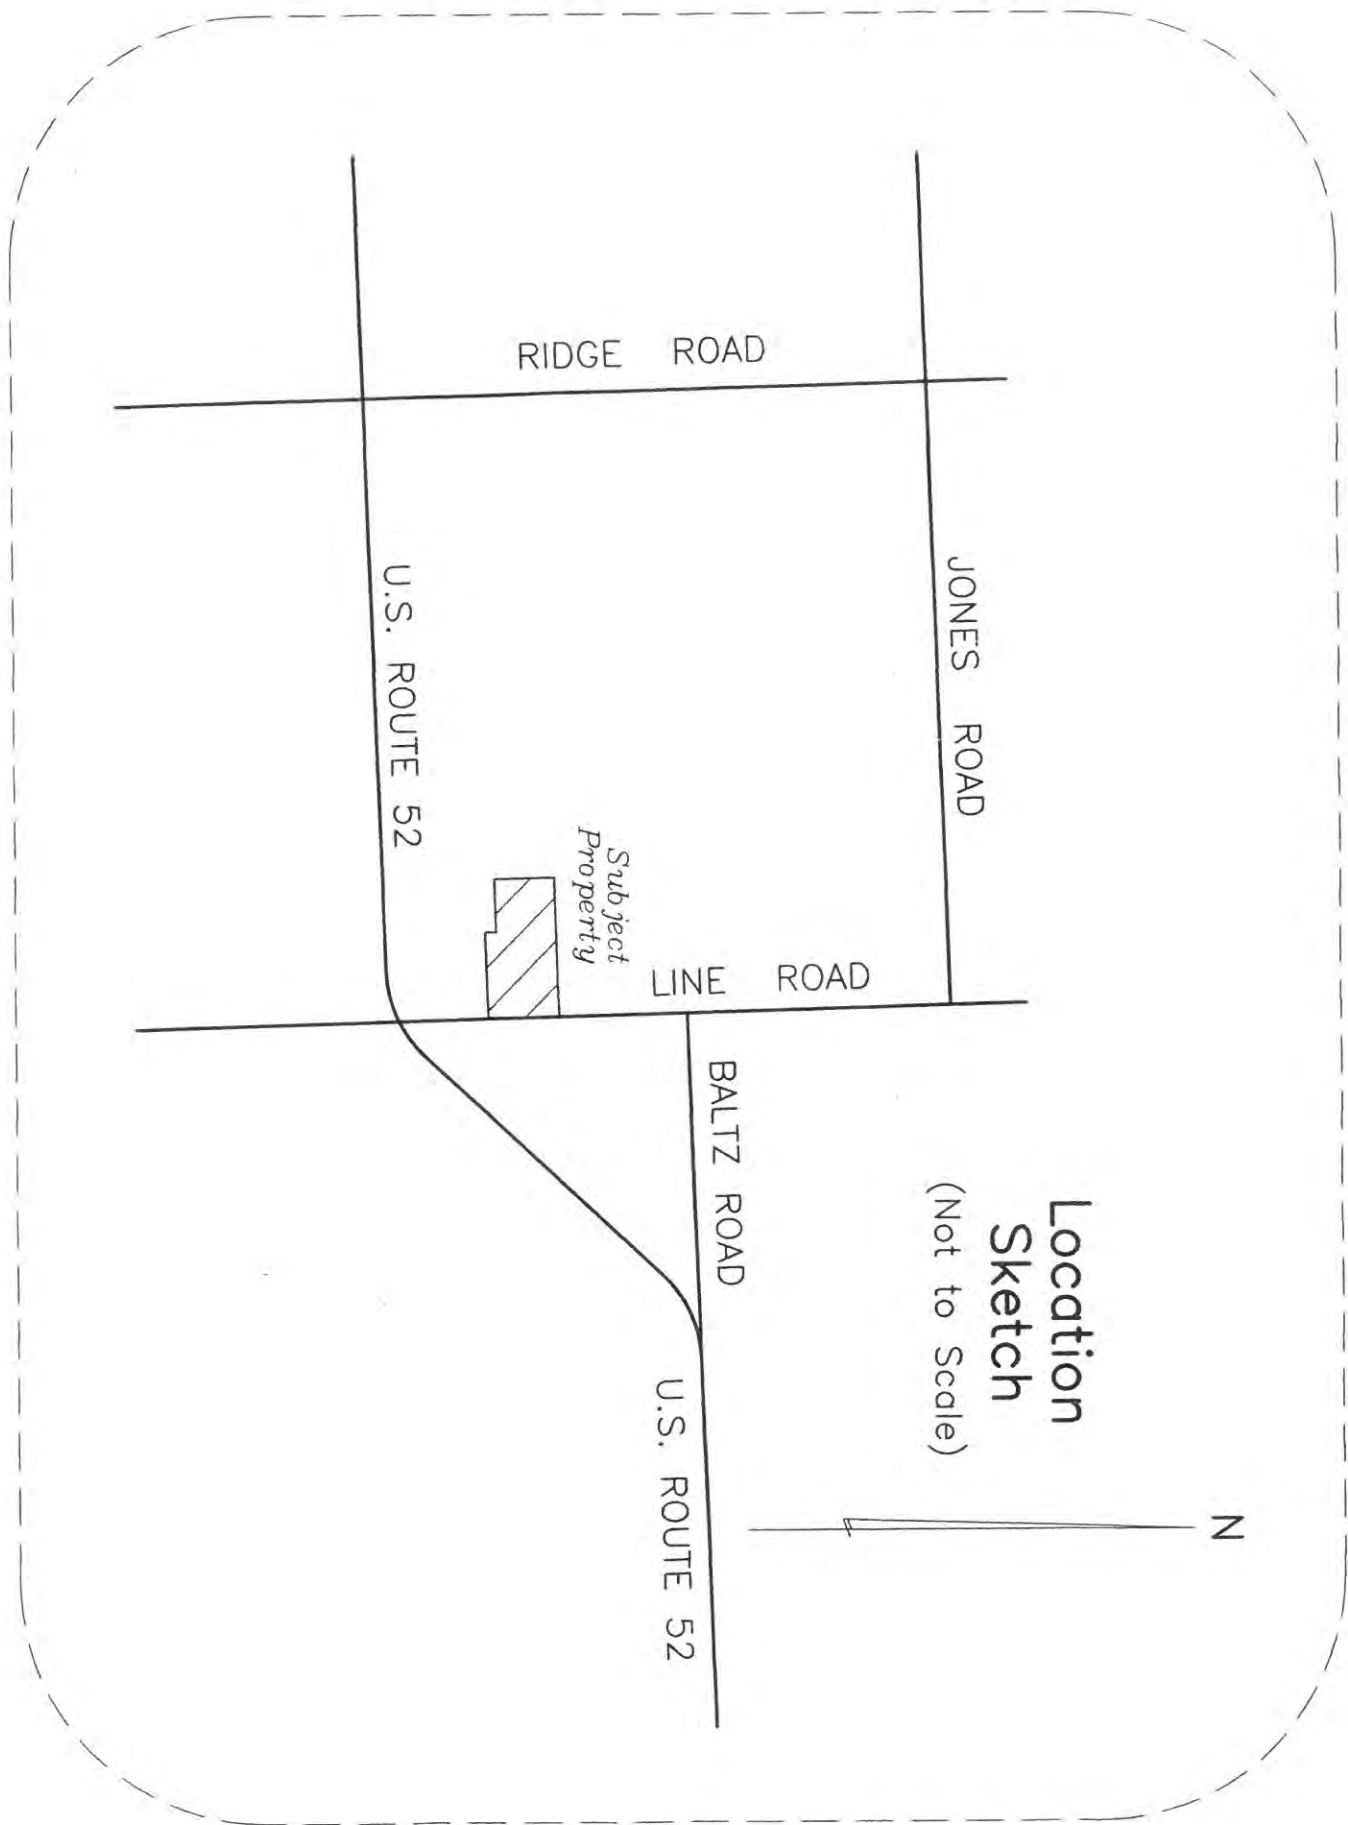 Location
Sketch
(Not to Scale)
N
JONES ROAD
RIDGE ROAD
LINE ROAD
BALTZ ROAD
Subject
Property
U.S. ROUTE 52
U.S. ROUTE 52